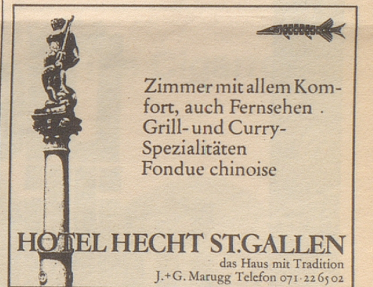 Zimmer mit allem Kom-
fort, auch Fernsehen
Grill- und Curry-
Spezialitäten
Fondue chinoise
HOTEL HECHT ST.GALLEN
das Haus mit Tradition
J.+G. Marugg Telefon 071 22 65 02